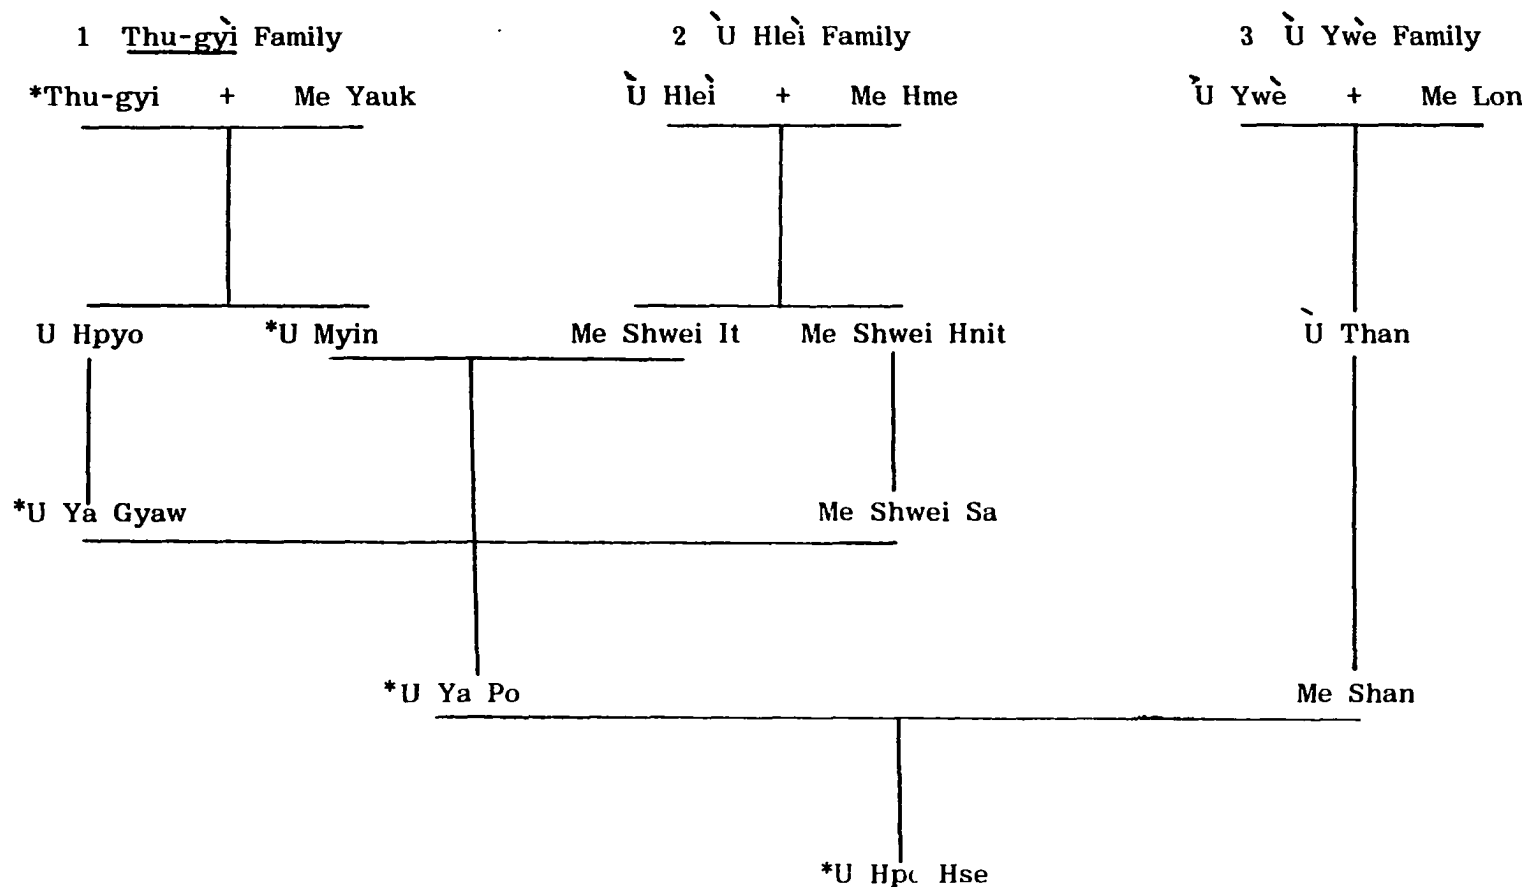 1 Thu-gyì Family 2 Ù Hleì Family 3 Ù Ywè Family
*Thu-gyi + Me Yauk Ù Hleì + Me Hme Ù Ywè + Me Lon
U Hpyo *U Myin Me Shwei It Me Shwei Hnit Ù Than
*U Ya Gyaw Me Shwei Sa
*U Ya Po Me Shan
*U Hse